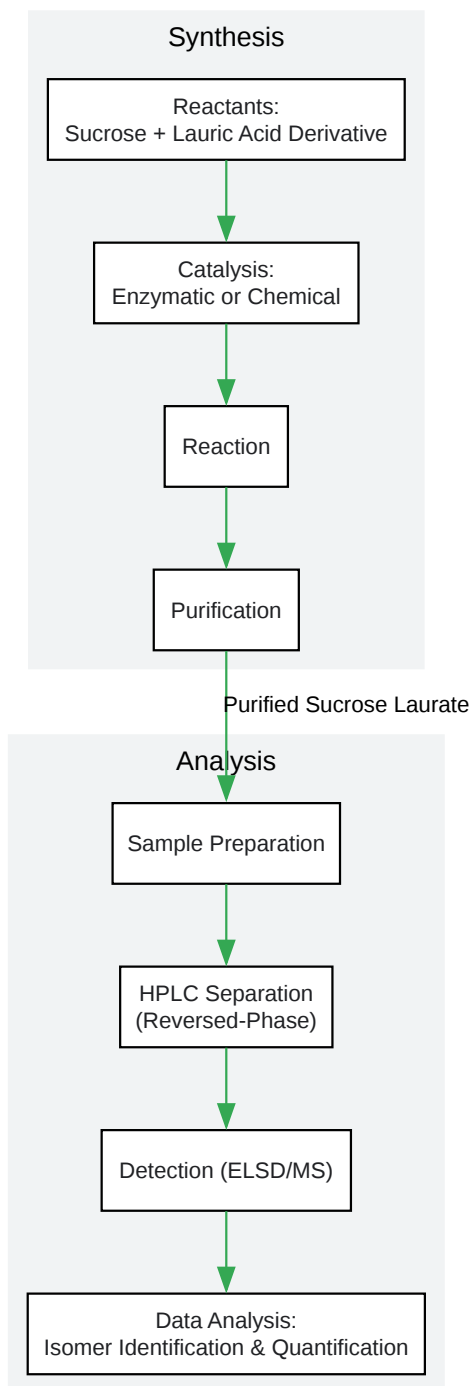 Synthesis
Reactants:
Sucrose + Lauric Acid Derivative
Catalysis:
Enzymatic or Chemical
Reaction
Purification
Purified Sucrose Laurate
Analysis
Sample Preparation
HPLC Separation
(Reversed-Phase)
Detection (ELSD/MS)
Data Analysis:
Isomer Identification & Quantification